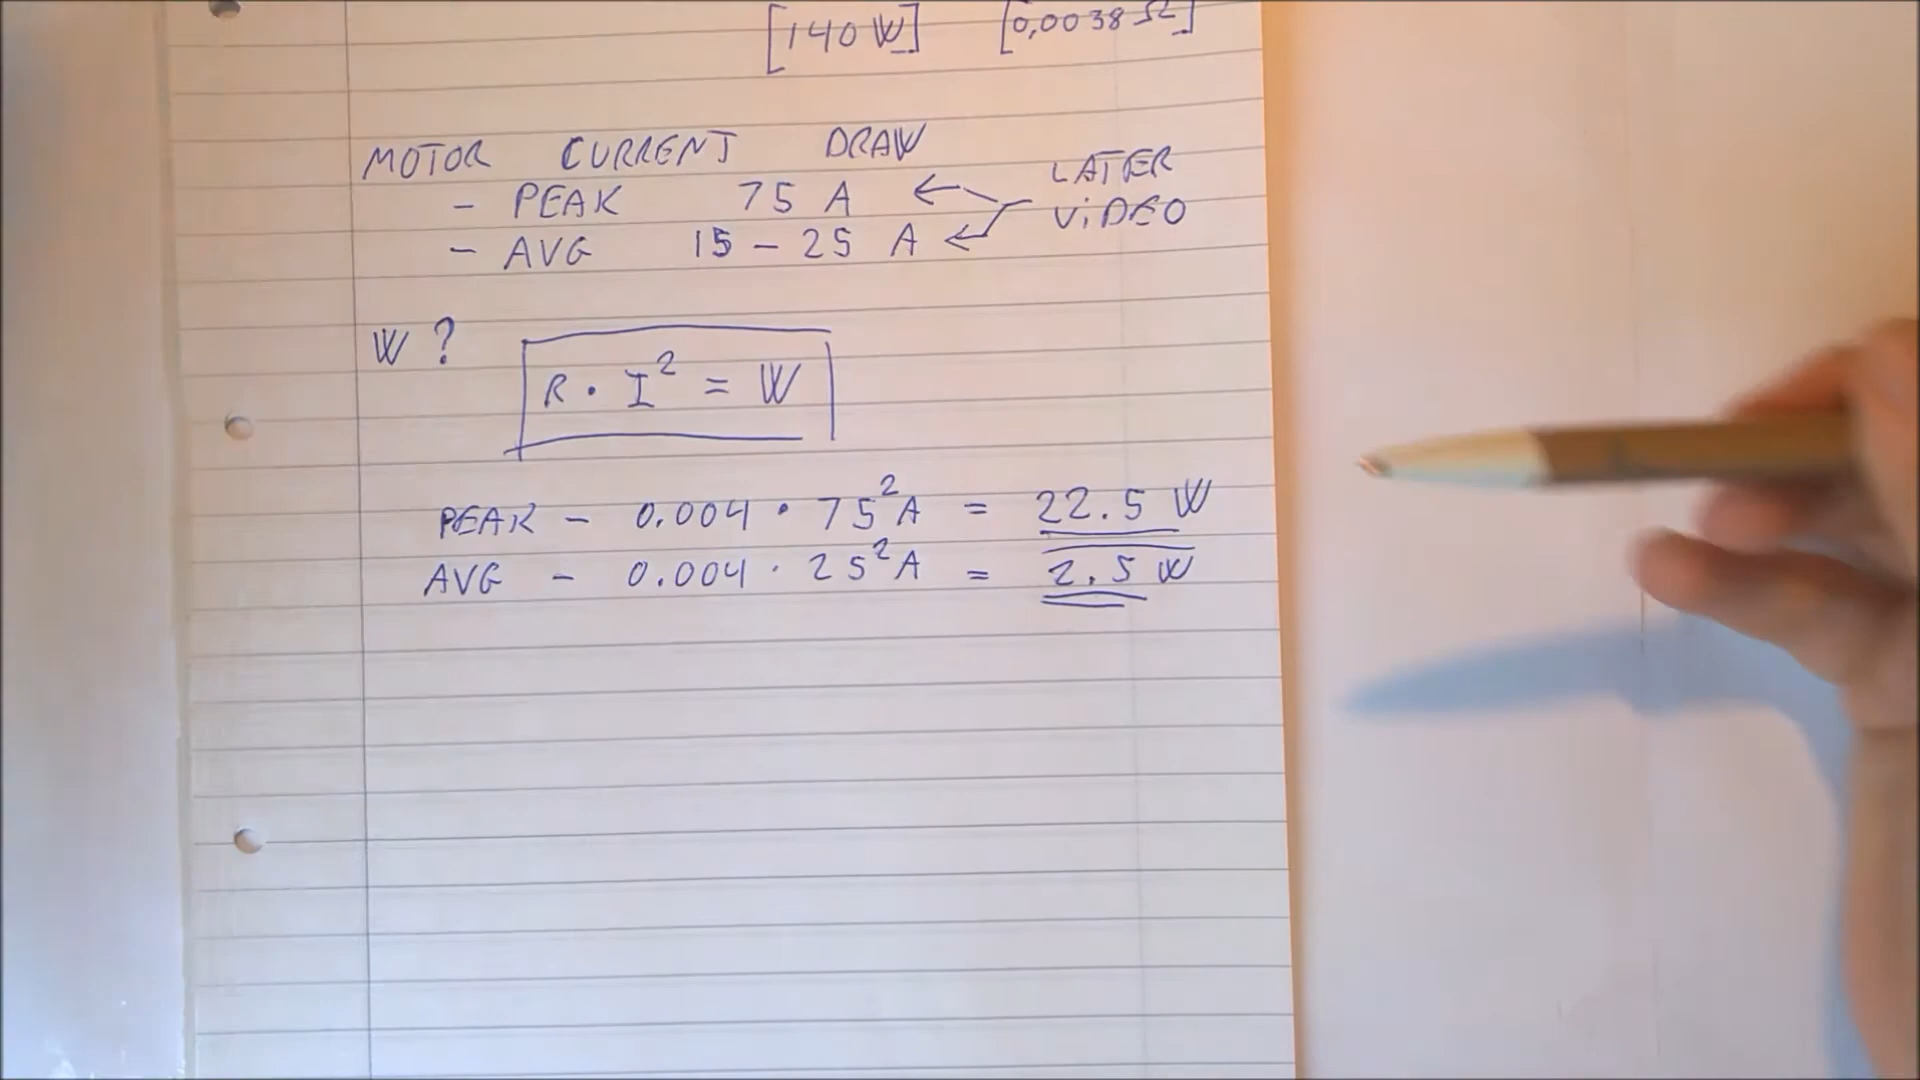 [140 W] [0,0038 Ω]
MOTOR CURRENT DRAW
- PEAK 75 A ← LATER
- AVG 15 - 25 A ← VIDEO
W ?
R · I² = W
PEAK - 0.004 · 75² A = 22.5 W
AVG - 0.004 · 25² A = 2.5 W